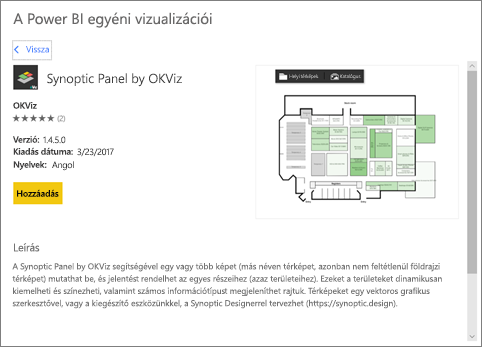 A Power BI egyéni vizualizációi
Vissza
Synoptic Panel by OKViz
OKViz
(2)
Verzió: 1.4.5.0
Kiadás dátuma: 3/23/2017
Nyelvek: Angol
Hozzáadás
Helyi térképek Katalógus
Leírás
A Synoptic Panel by OKViz segítségével egy vagy több képet (más néven térképet, azonban nem feltétlenül földrajzi
térképet) mutathat be, és jelentést rendelhet az egyes részeihez (azaz területeihez). Ezeket a területeket dinamikusan
kiemelheti és színezheti, valamint számos információtípust megjeleníthet rajtuk. Térképeket egy vektoros grafikus
szerkesztővel, vagy a kiegészítő eszközünkkel, a Synoptic Designerrel tervezhet (https://synoptic.design).